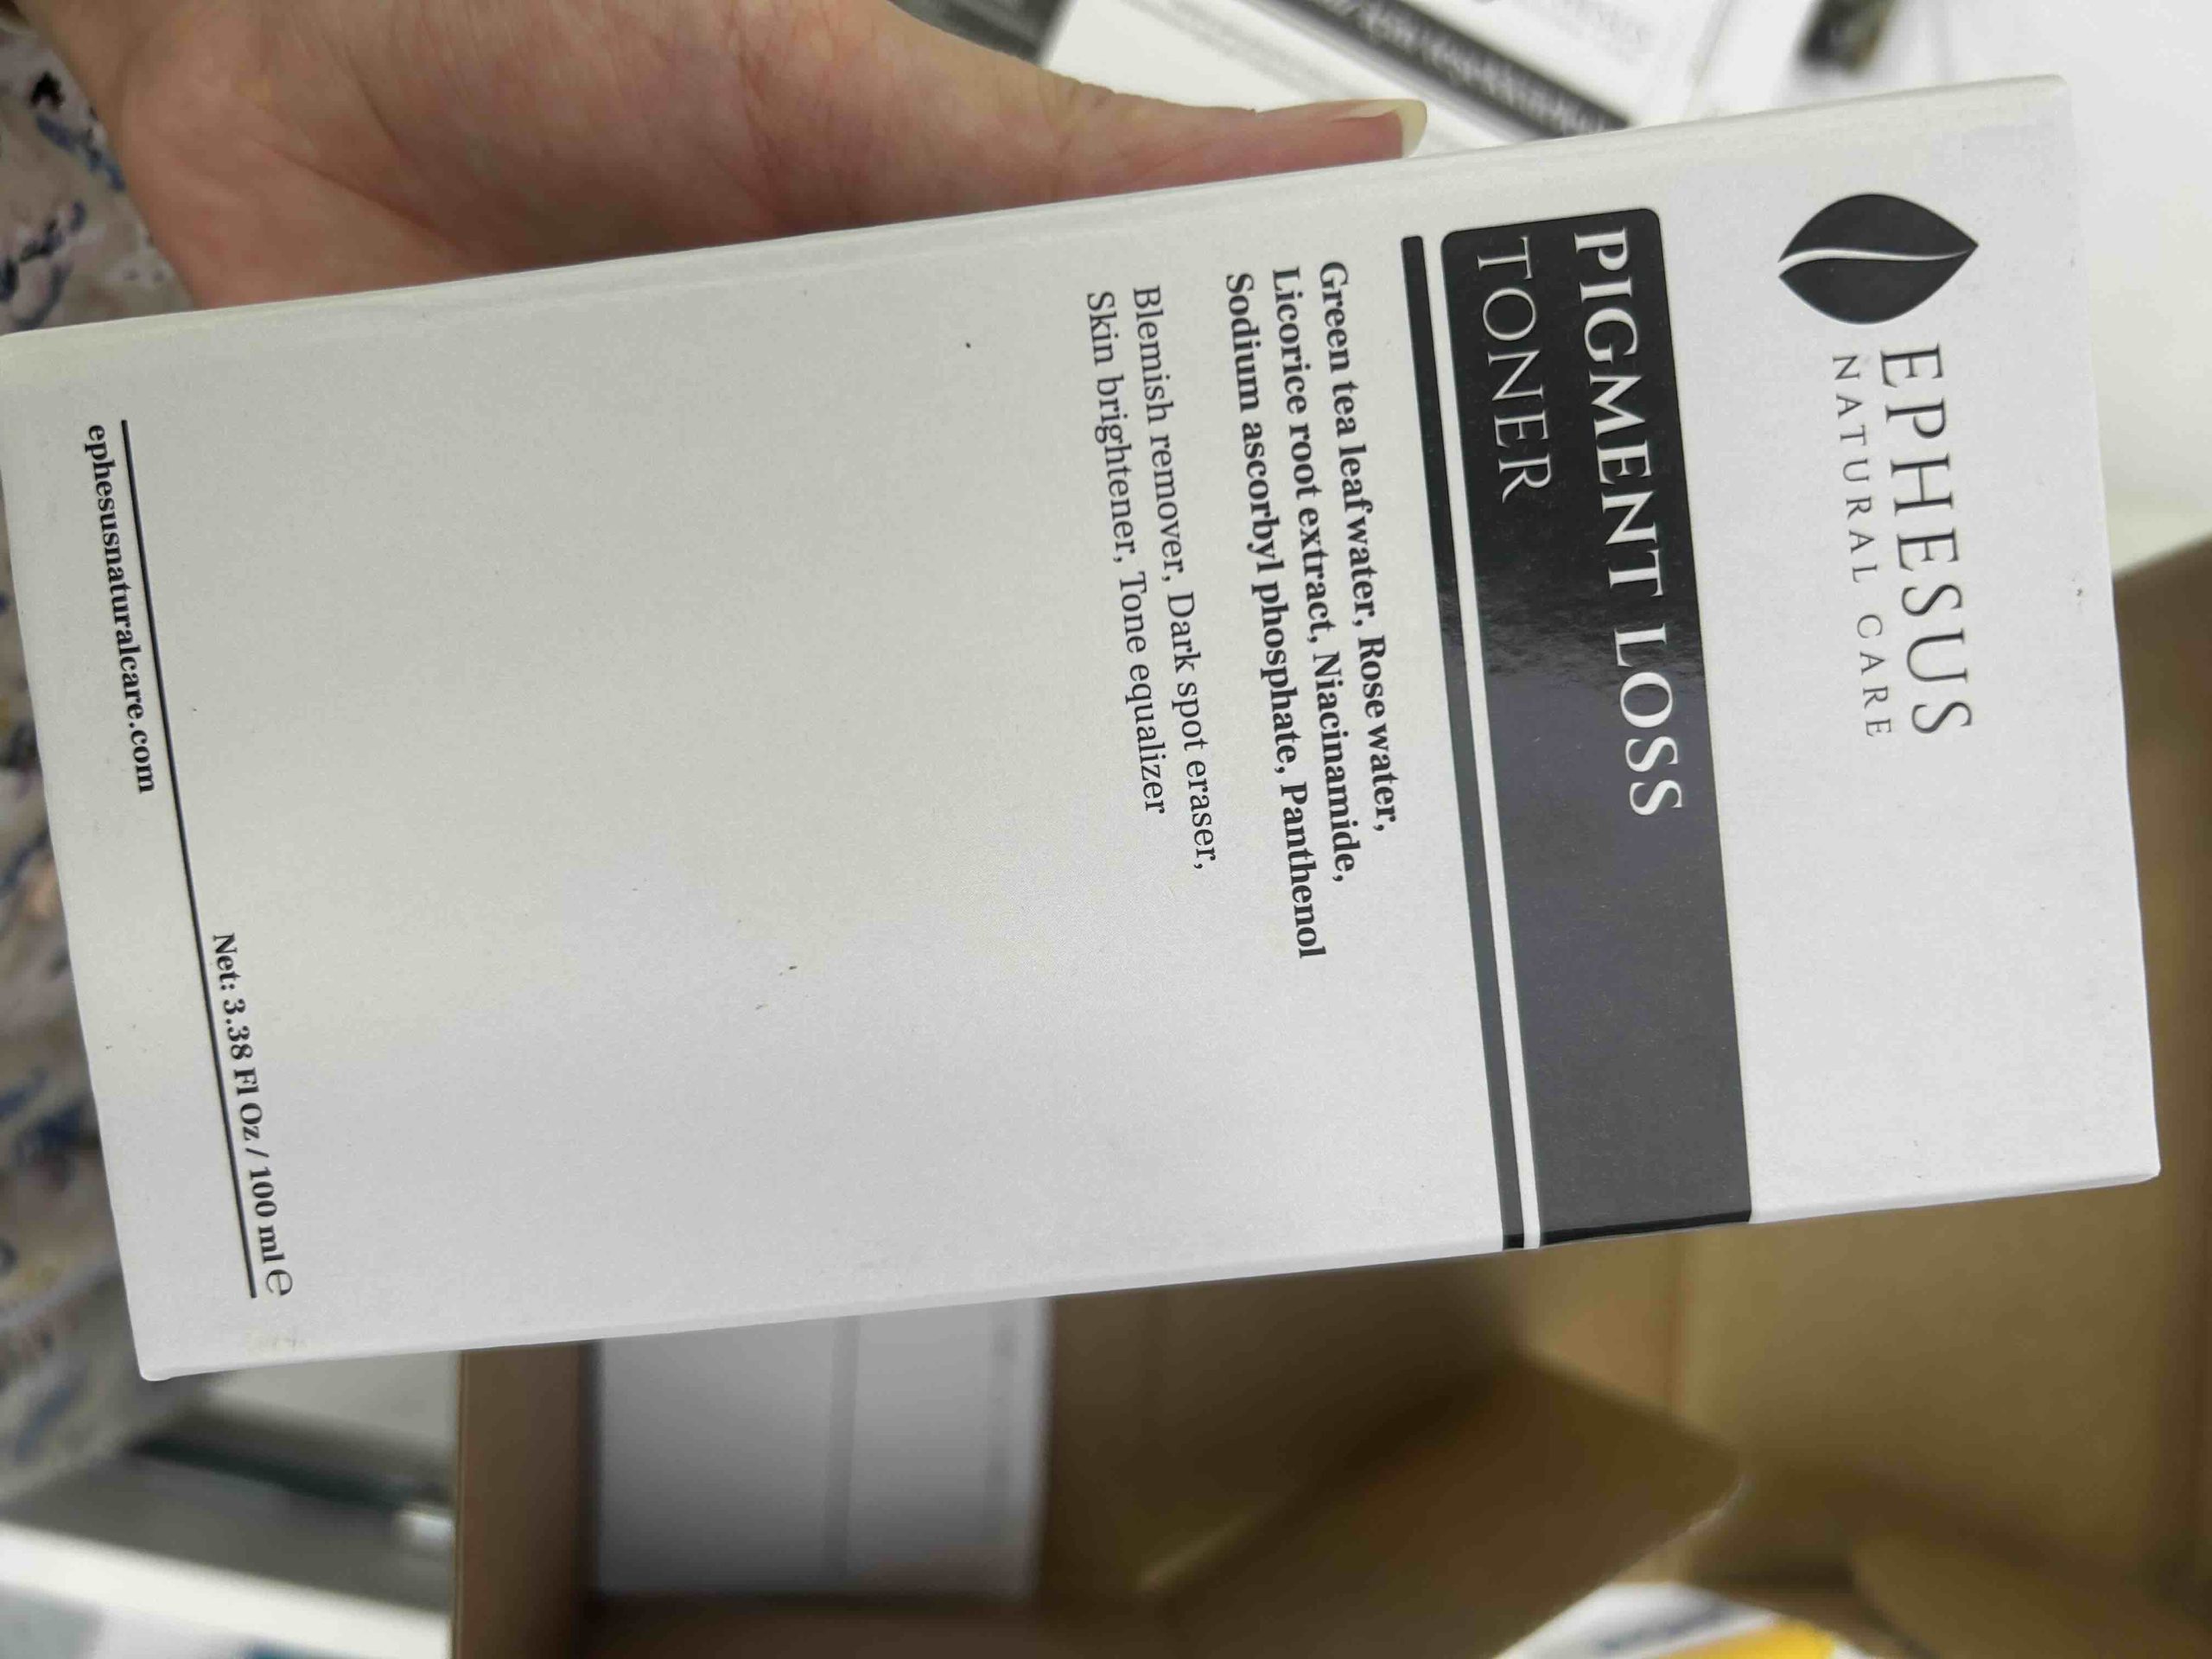 EPHESUS
NATURAL CARE
PIGMENT LOSS
TONER
Green tea leaf water, Rose water,
Licorice root extract, Niacinamide,
Sodium ascorbyl phosphate, Panthenol
Blemish remover, Dark spot eraser,
Skin brightener, Tone equalizer
Net: 3.38 Fl Oz / 100 ml ℮
ephesusnaturalcare.com